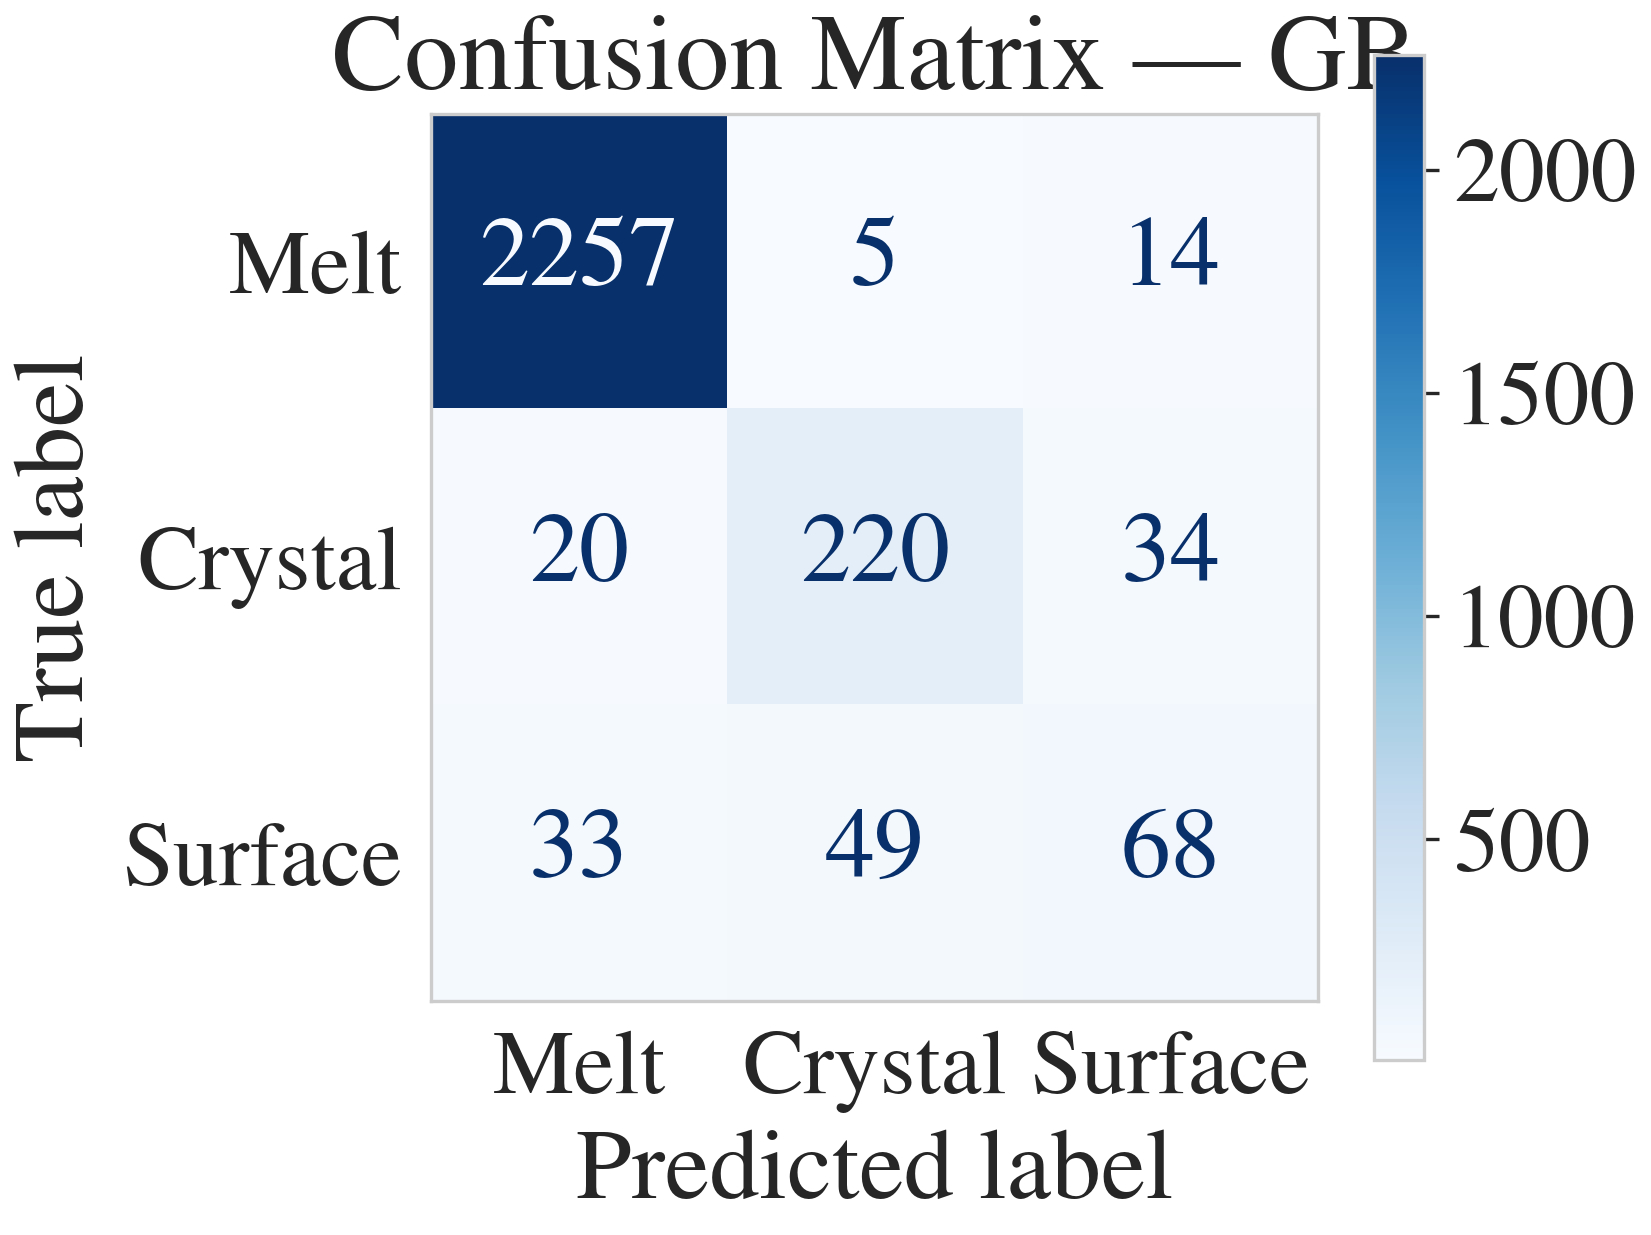 Confusion Matrix — GB
2000
Melt 2257 5 14
1500
True label
Crystal 20 220 34
1000
Surface 33 49 68
500
Melt Crystal Surface
Predicted label